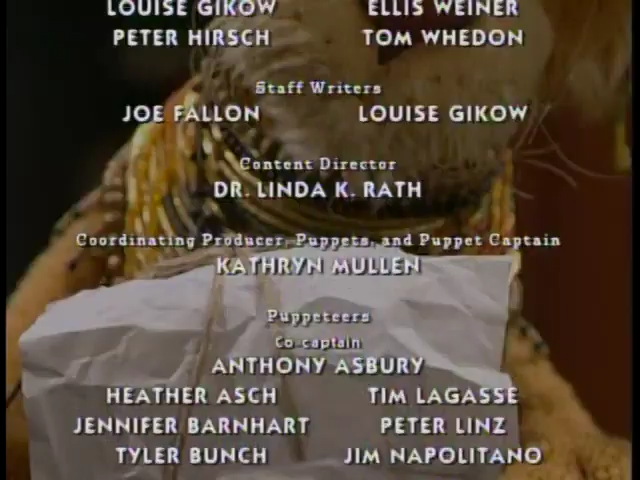 LOUISE GIKOW ELLIS WEINER
PETER HIRSCH TOM WHEDON
Staff Writers
JOE FALLON LOUISE GIKOW
Content Director
DR. LINDA K. RATH
Coordinating Producer, Puppets, and Puppet Captain
KATHRYN MULLEN
Puppeteers
Co-captain
ANTHONY ASBURY
HEATHER ASCH TIM LAGASSE
JENNIFER BARNHART PETER LINZ
TYLER BUNCH JIM NAPOLITANO